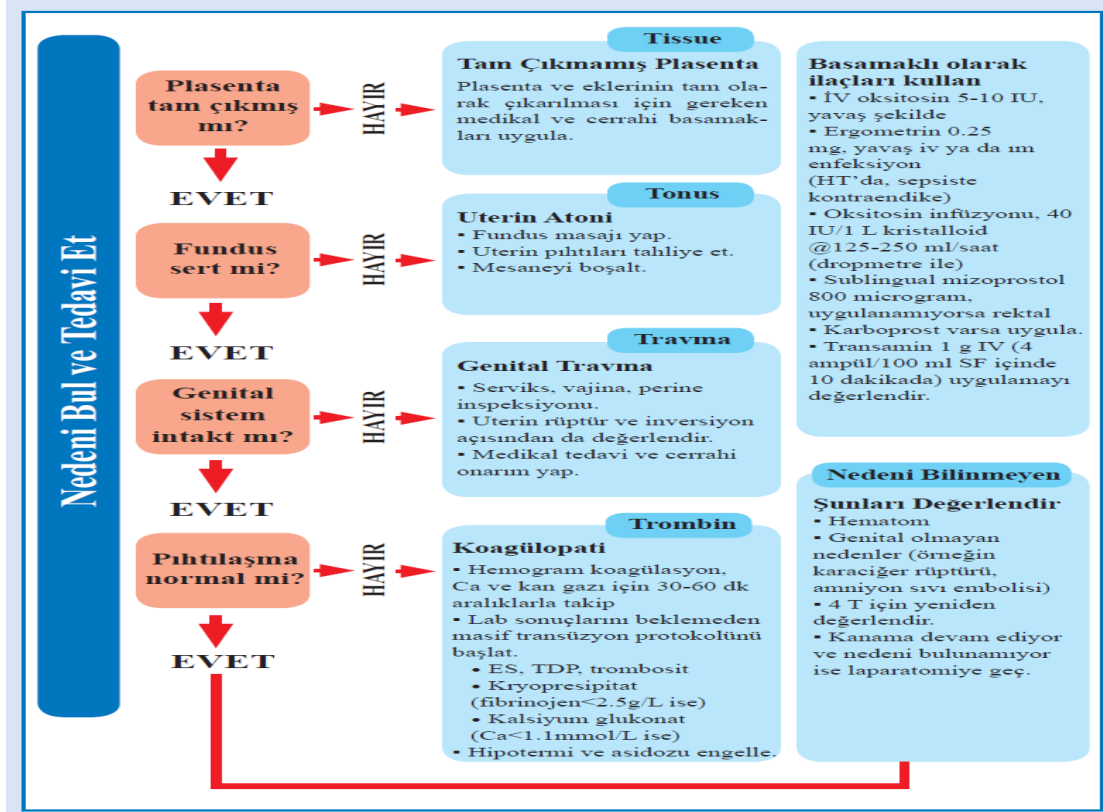 Nedeni Bul ve Tedavi Et
Plasenta
tam çıkmış
mı?
HAYIR
Tissue
Tam Çıkmamış Plasenta
Plasenta ve eklerinin tam ola-
rak çıkarılması için gereken
medikal ve cerrahi basamak-
ları uygula.
EVET
Fundus
sert mi?
HAYIR
Tonus
Uterin Atoni
• Fundus masajı yap.
• Uterin pıhtıları tahliye et.
• Mesaneyi boşalt.
EVET
Genital
sistem
intakt mı?
HAYIR
Travma
Genital Travma
• Serviks, vajina, perine
inspeksiyonu.
• Uterin rüptür ve inversiyon
açısından da değerlendir.
• Medikal tedavi ve cerrahi
onarım yap.
EVET
Pıhtılaşma
normal mi?
HAYIR
Trombin
Koagülopati
• Hemogram koagülasyon,
Ca ve kan gazı için 30-60 dk
aralıklarla takip
• Lab sonuçlarını beklemeden
masif transüzyon protokolünü
başlat.
• ES, TDP, trombosit
• Kryopresipitat
(fibrinojen<2.5g/L ise)
• Kalsiyum glukonat
(Ca<1.1mmol/L ise)
• Hipotermi ve asidozu engelle.
EVET
Basamaklı olarak
ilaçları kullan
• İV oksitosin 5-10 IU,
yavaş şekilde
• Ergometrin 0.25
mg, yavaş iv ya da ım
enfeksiyon
(HT’da, sepsiste
kontraendike)
• Oksitosin infüzyonu, 40
IU/1 L kristalloid
@125-250 ml/saat
(dropmetre ile)
• Sublingual mizoprostol
800 microgram,
uygulanamıyorsa rektal
• Karboprost varsa uygula.
• Transamin 1 g IV (4
ampül/100 ml SF içinde
10 dakikada) uygulamayı
değerlendir.
Nedeni Bilinmeyen
Şunları Değerlendir
• Hematom
• Genital olmayan
nedenler (örneğin
karaciğer rüptürü,
amniyon sıvı embolisi)
• 4 T için yeniden
değerlendir.
• Kanama devam ediyor
ve nedeni bulunamıyor
ise laparatomiye geç.